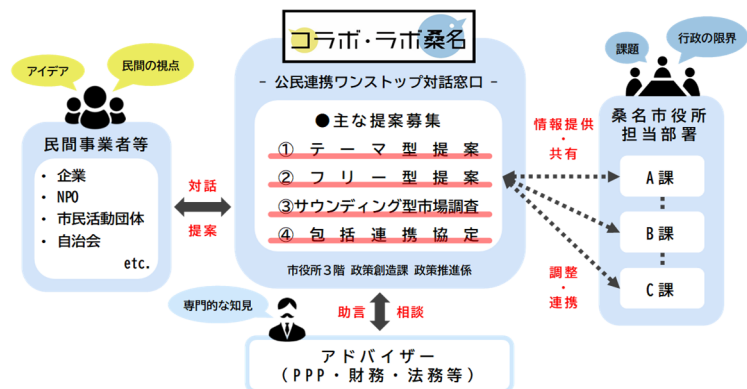 コラボ・ラボ桑名
- 公民連携ワンストップ対話窓口 -
●主な提案募集
① テーマ型提案
② フリー型提案
③サウンディング型市場調査
④ 包括連携協定
市役所3階 政策創造課 政策推進係
アイデア
民間の視点
民間事業者等
・ 企業
・ NPO
・ 市民活動団体
・ 自治会
etc.
対話
提案
情報提供
・
共有
調整
・
連携
課題
行政の限界
桑名市役所
担当部署
A課
B課
C課
専門的な知見
助言
相談
アドバイザー
(PPP・財務・法務等)